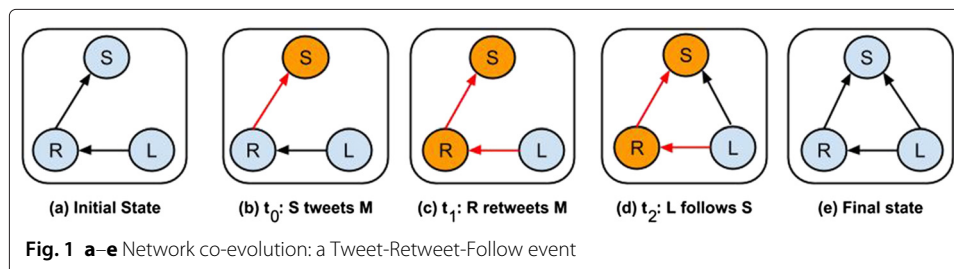 S
R
L
S
R
L
S
R
L
S
R
L
S
R
L
(a) Initial State
(b) t0: S tweets M
(c) t1: R retweets M
(d) t2: L follows S
(e) Final state
Fig. 1 a–e Network co-evolution: a Tweet-Retweet-Follow event